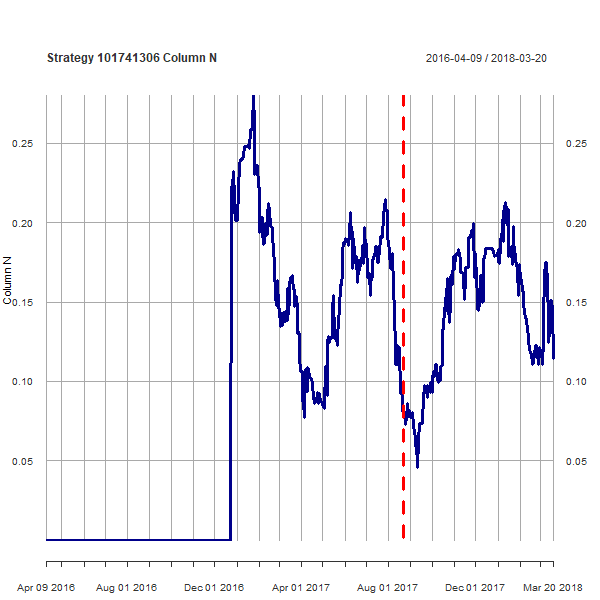 Strategy 101741306 Column N
2016-04-09 / 2018-03-20
0.25 0.25
0.20 0.20
0.15 0.15
0.10 0.10
0.05 0.05
Column N
Apr 09 2016 Aug 01 2016 Dec 01 2016 Apr 01 2017 Aug 01 2017 Dec 01 2017 Mar 20 2018